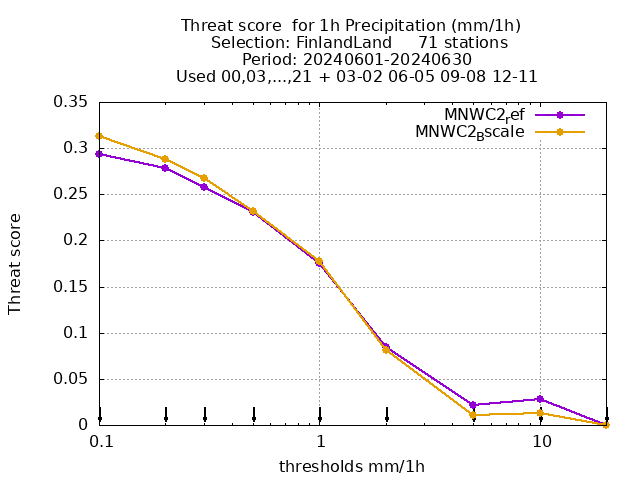 Threat score  for 1h Precipitation (mm/1h)
Selection: FinlandLand     71 stations
Period: 20240601-20240630
Used 00,03,...,21 + 03-02 06-05 09-08 12-11
MNWC2ref
MNWC2Bscale
0.35
0.3
0.25
0.2
0.15
0.1
0.05
0
Threat score
0.1
1
10
thresholds mm/1h